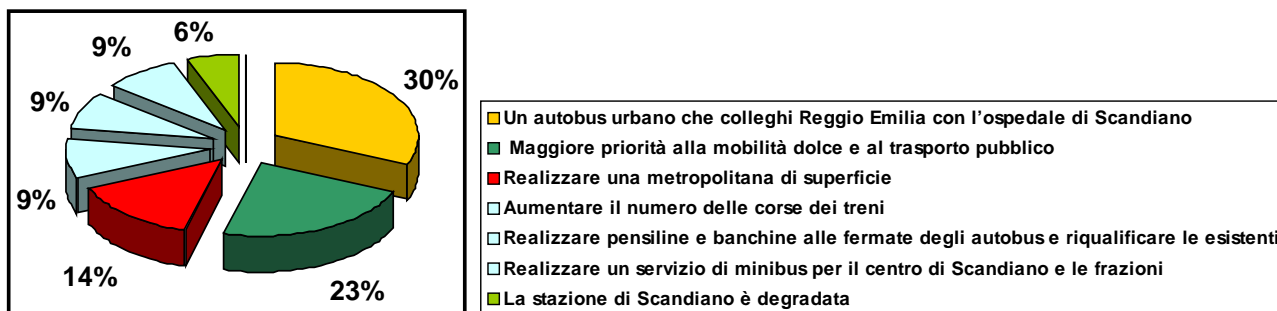 9%
6%
30%
9%
9%
14%
23%
Un autobus urbano che colleghi Reggio Emilia con l'ospedale di Scandiano
Maggiore priorità alla mobilità dolce e al trasporto pubblico
Realizzare una metropolitana di superficie
Aumentare il numero delle corse dei treni
Realizzare pensiline e banchine alle fermate degli autobus e riqualificare le esistenti
Realizzare un servizio di minibus per il centro di Scandiano e le frazioni
La stazione di Scandiano è degradata